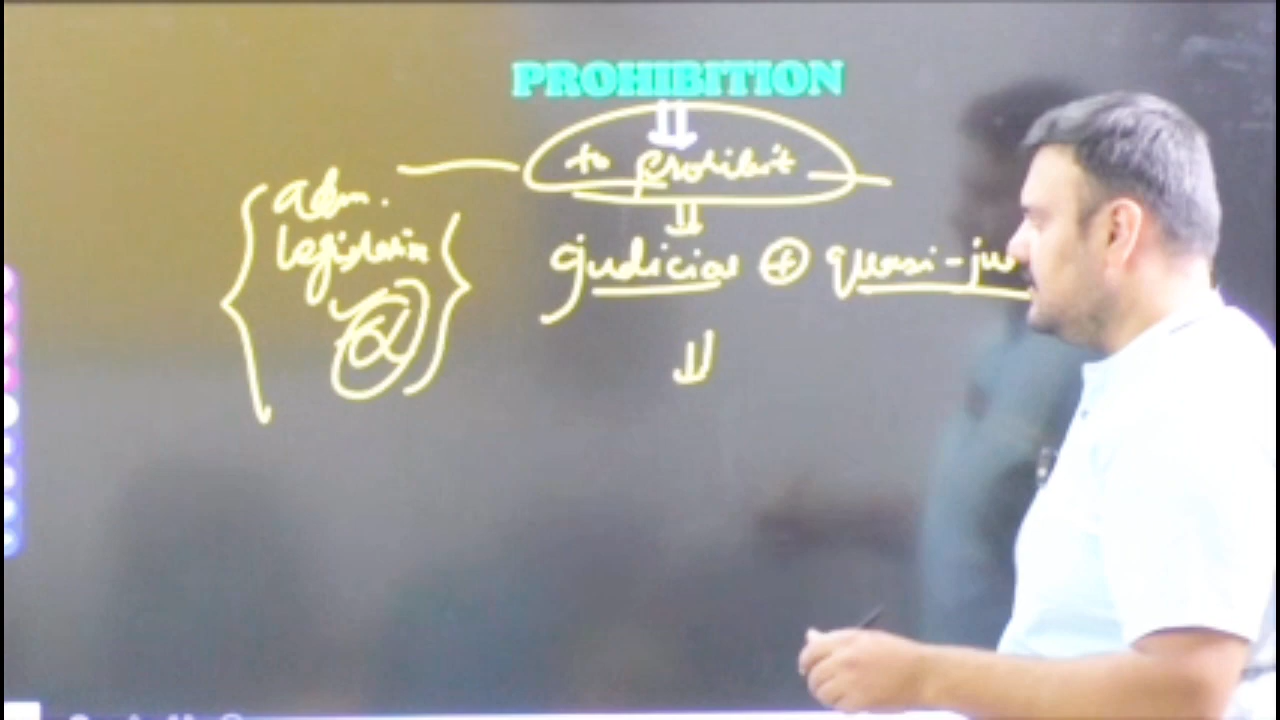 PROHIBITION
to prohibit
adm.
legislative
judicial + quasi-ju